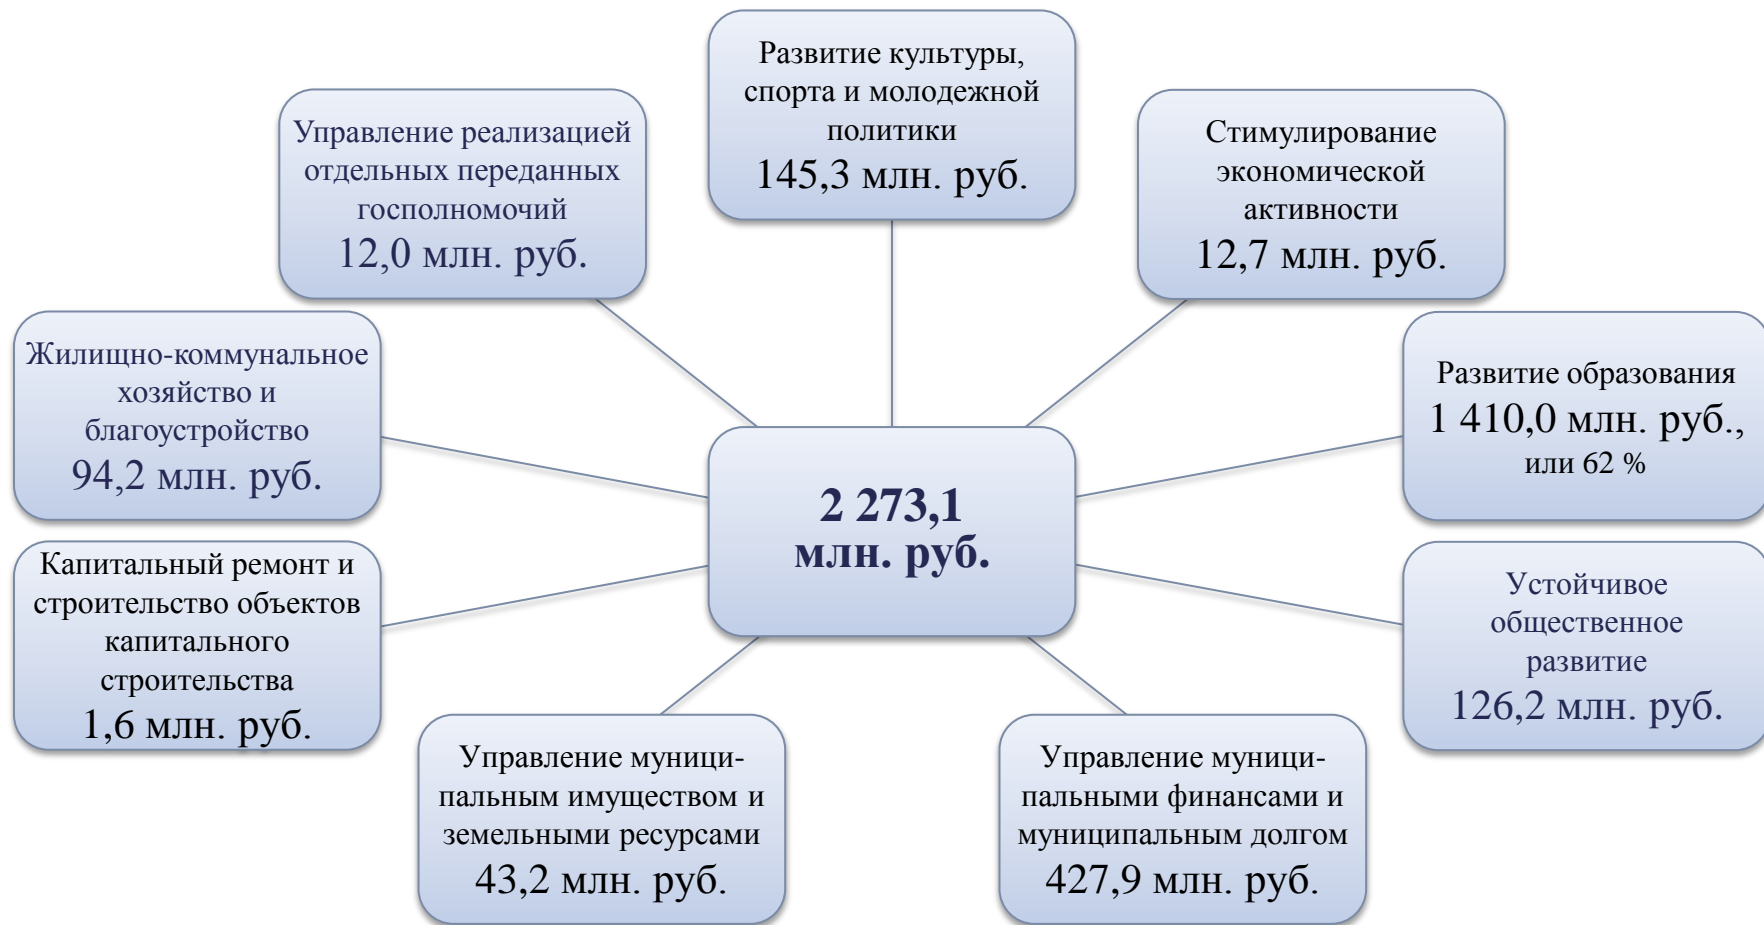 Развитие культуры,
спорта и молодежной
политики
145,3 млн. руб.
Стимулирование
экономической
активности
12,7 млн. руб.
Развитие образования
1 410,0 млн. руб.,
или 62 %
Устойчивое
общественное
развитие
126,2 млн. руб.
Управление муници-
пальными финансами и
муниципальным долгом
427,9 млн. руб.
Управление муници-
пальным имуществом и
земельными ресурсами
43,2 млн. руб.
Капитальный ремонт и
строительство объектов
капитального
строительства
1,6 млн. руб.
Жилищно-коммунальное
хозяйство и
благоустройство
94,2 млн. руб.
Управление реализацией
отдельных переданных
госполномочий
12,0 млн. руб.
2 273,1
млн. руб.